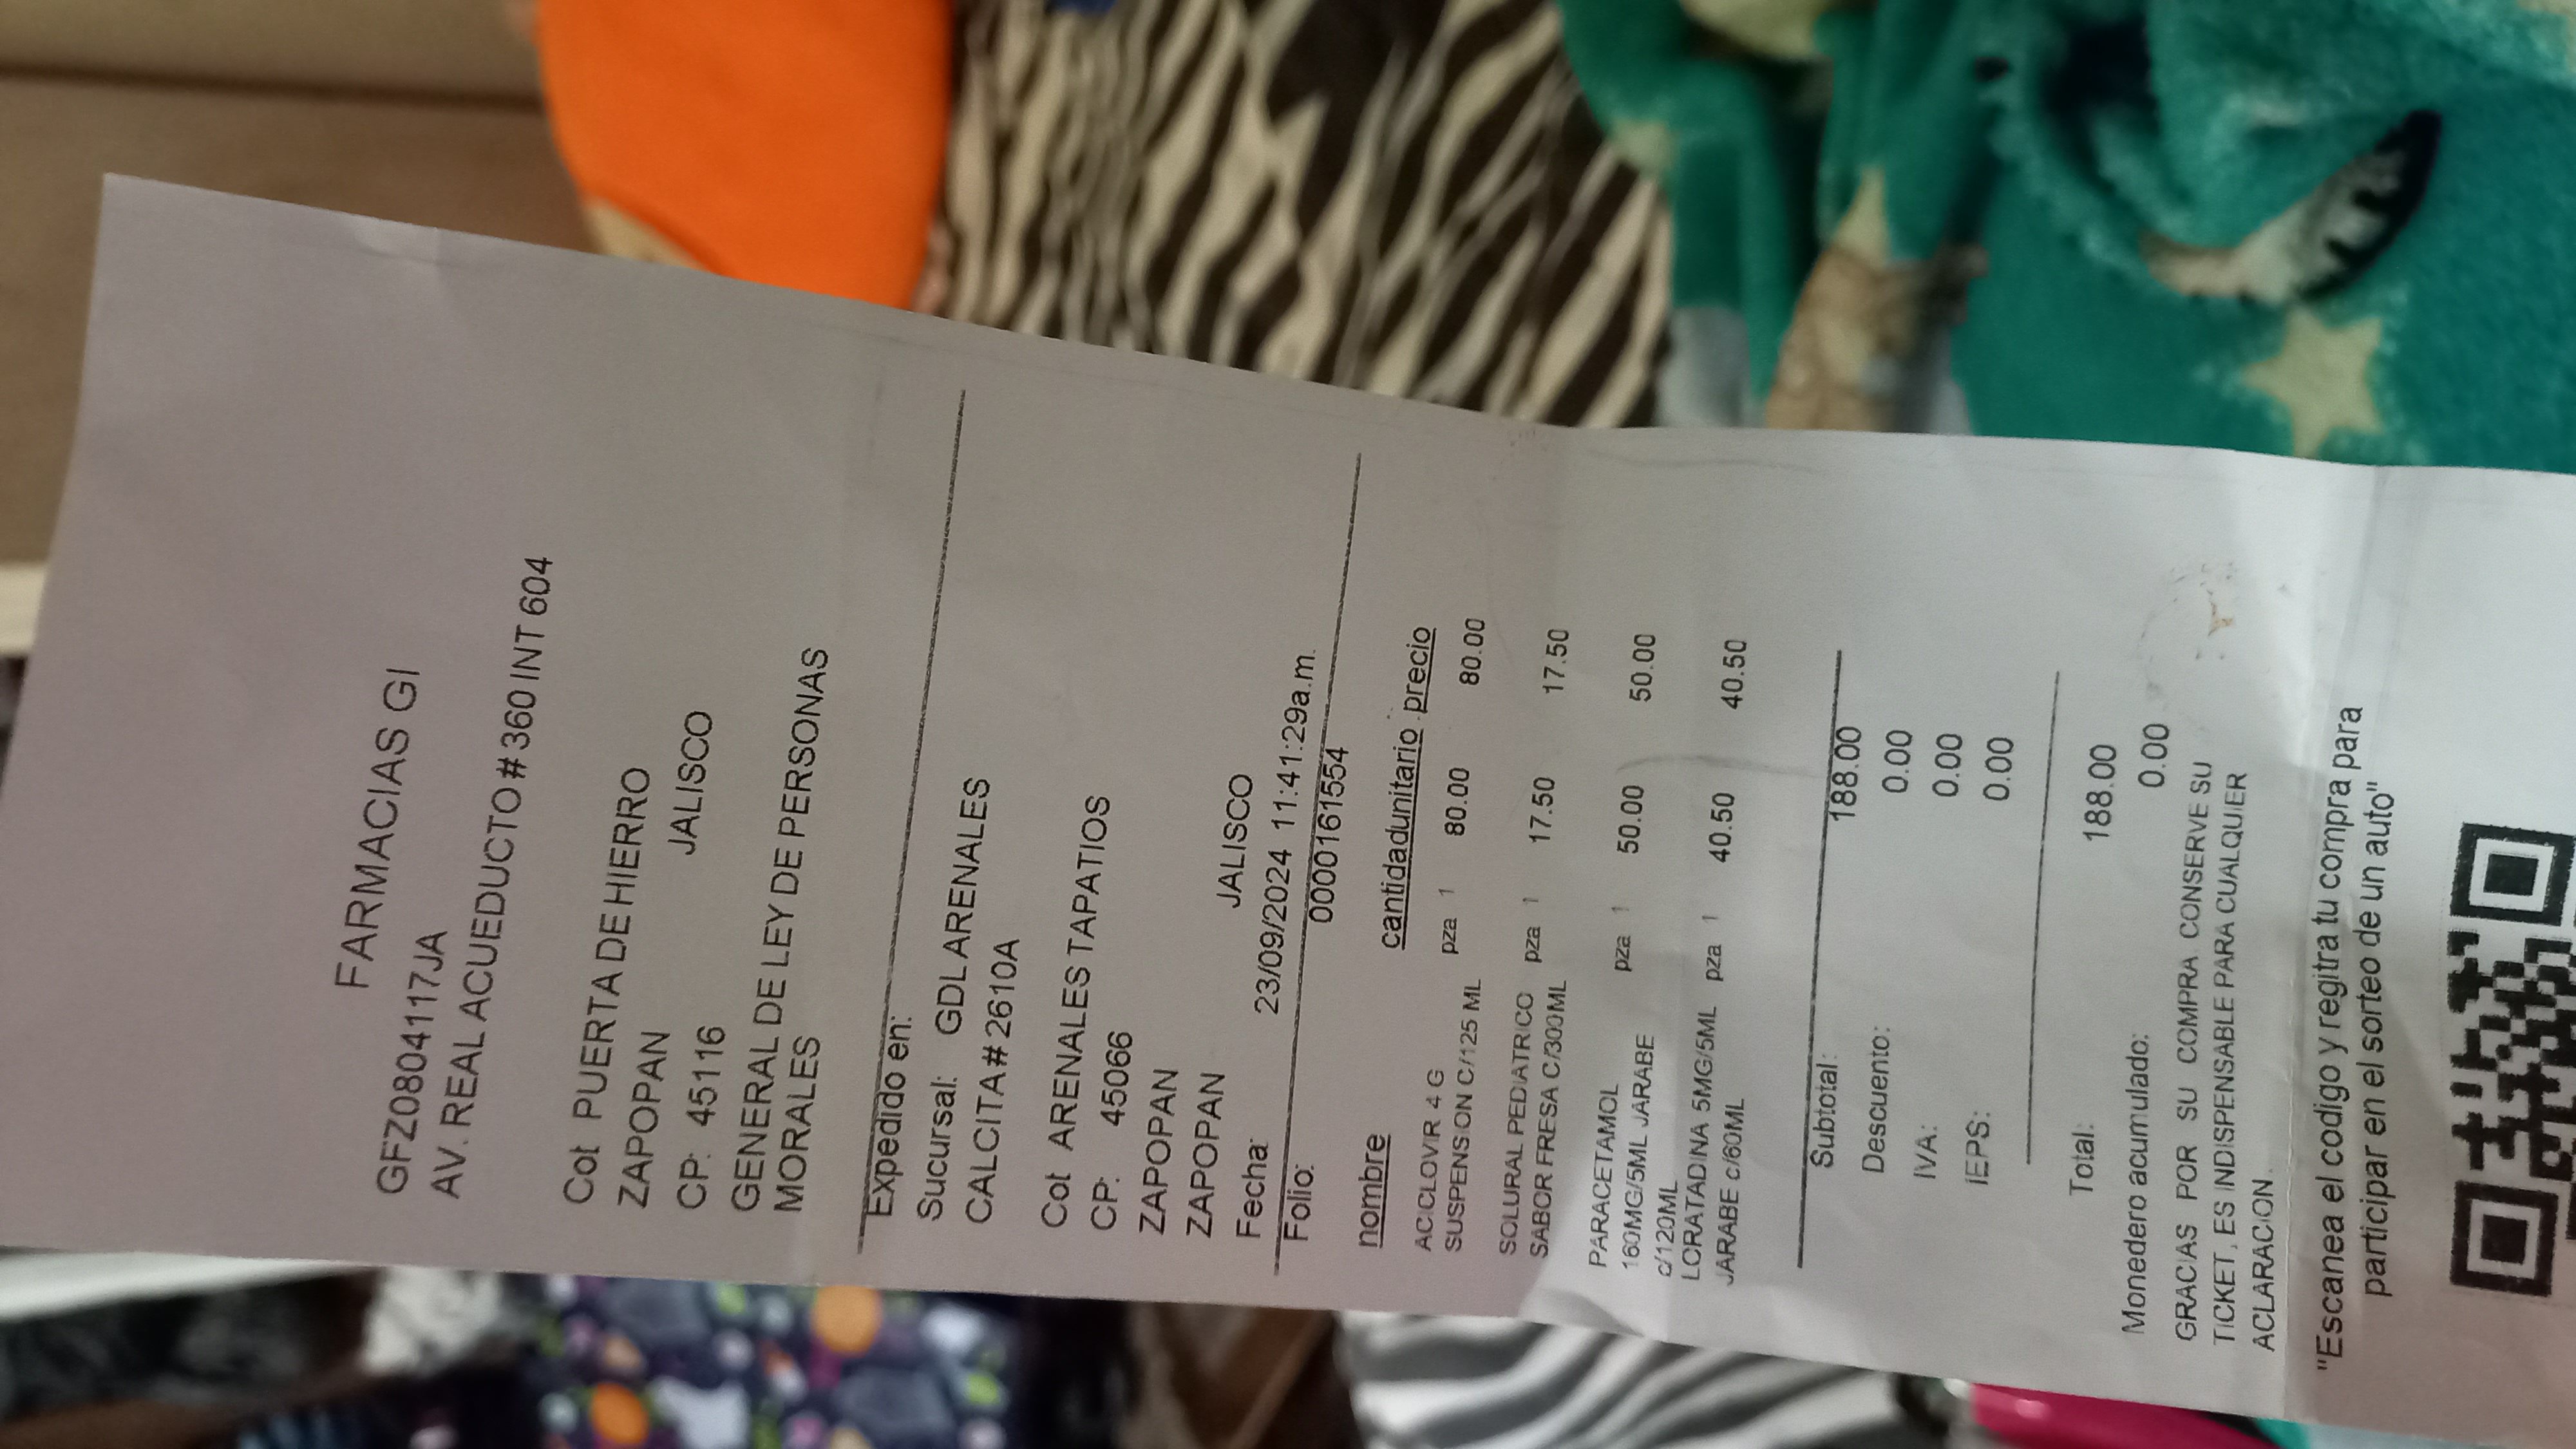 FARMACIAS GI
GFZ0804117JA
AV. REAL ACUEDUCTO # 360 INT 604
Cot PUERTA DE HIERRO
ZAPOPAN
CP: 45116 JALISCO
GENERAL DE LEY DE PERSONAS
MORALES
Expedido en:
Sucursal: GDL ARENALES
CALCITA # 2610A
Cot ARENALES TAPATIOS
CP: 45066
ZAPOPAN
ZAPOPAN JALISCO
Fecha: 23/09/2024 11:41:29a.m.
Folio: 0000161554
nombre cantidadunitario precio
ACICLOVIR 4 G
SUSPENSION C/125 ML pza 1 80.00 80.00
SOLURAL PEDIATRICO
SABOR FRESA C/300ML pza 1 17.50 17.50
PARACETAMOL
160MG/5ML JARABE pza 1 50.00 50.00
c/120ML
LORATADINA 5MG/5ML pza 1 40.50 40.50
JARABE c/60ML
Subtotal: 188.00
Descuento: 0.00
IVA: 0.00
IEPS: 0.00
Total: 188.00
Monedero acumulado: 0.00
GRACIAS POR SU COMPRA. CONSERVE SU
TICKET, ES INDISPENSABLE PARA CUALQUIER
ACLARACION.
"Escanea el codigo y regitra tu compra para
participar en el sorteo de un auto"